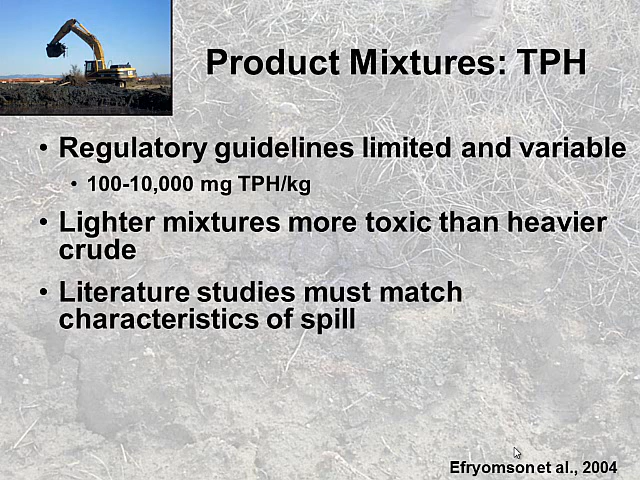 Product Mixtures: TPH
• Regulatory guidelines limited and variable
• 100-10,000 mg TPH/kg
• Lighter mixtures more toxic than heavier
crude
• Literature studies must match
characteristics of spill
Efryomson et al., 2004